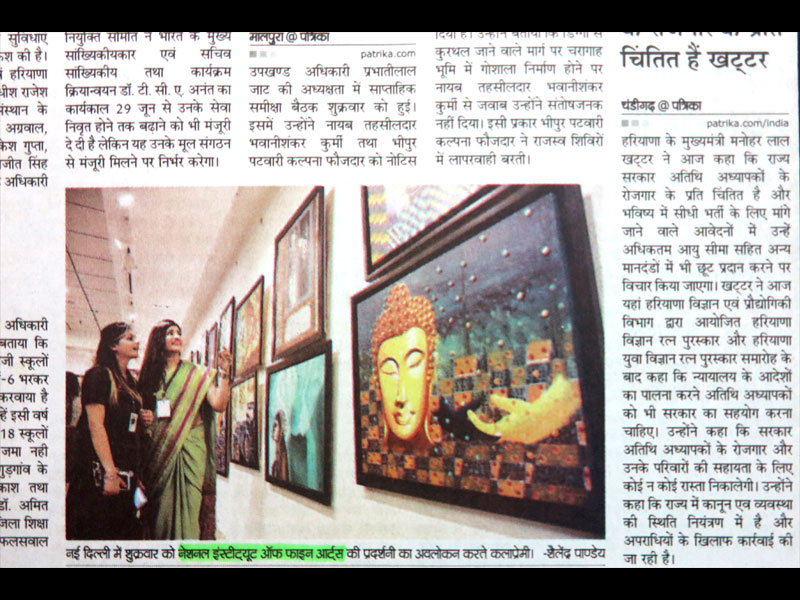 सुविधाएं
श की है।
हरियाणा
धीश राजेश
संस्थान के
अग्रवाल,
केश गुप्ता,
जीत सिंह
अधिकारी
अधिकारी
बताया कि
जी स्कूलों
-6 भरकर
करवाया है
हें इसी वर्ष
18 स्कूलों
जमा नही
गुड़गांव के
काश तथा
डॉ. अमित
जला शिक्षा
फलसवाल
नियुक्ति समिति ने भारत के मुख्य
सांख्यिकीयकार एवं सचिव
सांख्यिकीय तथा कार्यक्रम
क्रियान्वयन डॉ. टी. सी. ए. अनंत का
कार्यकाल 29 जून से उनके सेवा
निवृत होने तक बढ़ाने को भी मंजूरी
दे दी है लेकिन यह उनके मूल संगठन
से मंजूरी मिलने पर निर्भर करेगा।
मालपुरा @ पत्रिका
patrika.com
उपखण्ड अधिकारी प्रभातीलाल
जाट की अध्यक्षता में साप्ताहिक
समीक्षा बैठक शुक्रवार को हुई।
इसमें उन्होंने नायब तहसीलदार
भवानीशंकर कुर्मी तथा भीपुर
पटवारी कल्पना फौजदार को नोटिस
दिया है। उन्होंने बताया कि डिग्गी से
कुरथल जाने वाले मार्ग पर चरागाह
भूमि में गोशाला निर्माण होने पर
नायब तहसीलदार भवानीशंकर
कुर्मी से जवाब उन्होंने संतोषजनक
नहीं दिया। इसी प्रकार भीपुर पटवारी
कल्पना फौजदार ने राजस्व शिविरों
में लापरवाही बरती।
नई दिल्ली में शुक्रवार को नेशनल इंस्टीट्यूट ऑफ फाइन आर्ट्स की प्रदर्शनी का अवलोकन करते कलाप्रेमी। -शैलेन्द्र पाण्डेय
चिंतित हैं खट्टर
चंडीगढ़ @ पत्रिका
patrika.com/india
हरियाणा के मुख्यमंत्री मनोहर लाल
खट्टर ने आज कहा कि राज्य
सरकार अतिथि अध्यापकों के
रोजगार के प्रति चिंतित है और
भविष्य में सीधी भर्ती के लिए मांगे
जाने वाले आवेदनों में उन्हें
अधिकतम आयु सीमा सहित अन्य
मानदंडों में भी छूट प्रदान करने पर
विचार किया जाएगा। खट्टर ने आज
यहां हरियाणा विज्ञान एवं प्रौद्योगिकी
विभाग द्वारा आयोजित हरियाणा
विज्ञान रत्न पुरस्कार और हरियाणा
युवा विज्ञान रत्न पुरस्कार समारोह के
बाद कहा कि न्यायालय के आदेशों
का पालना करने अतिथि अध्यापकों
को भी सरकार का सहयोग करना
चाहिए। उन्होंने कहा कि सरकार
अतिथि अध्यापकों के रोजगार और
उनके परिवारों की सहायता के लिए
कोई न कोई रास्ता निकालेगी। उन्होंने
कहा कि राज्य में कानून एव व्यवस्था
की स्थिति नियंत्रण में है और
अपराधियों के खिलाफ कार्रवाई की
जा रही है।